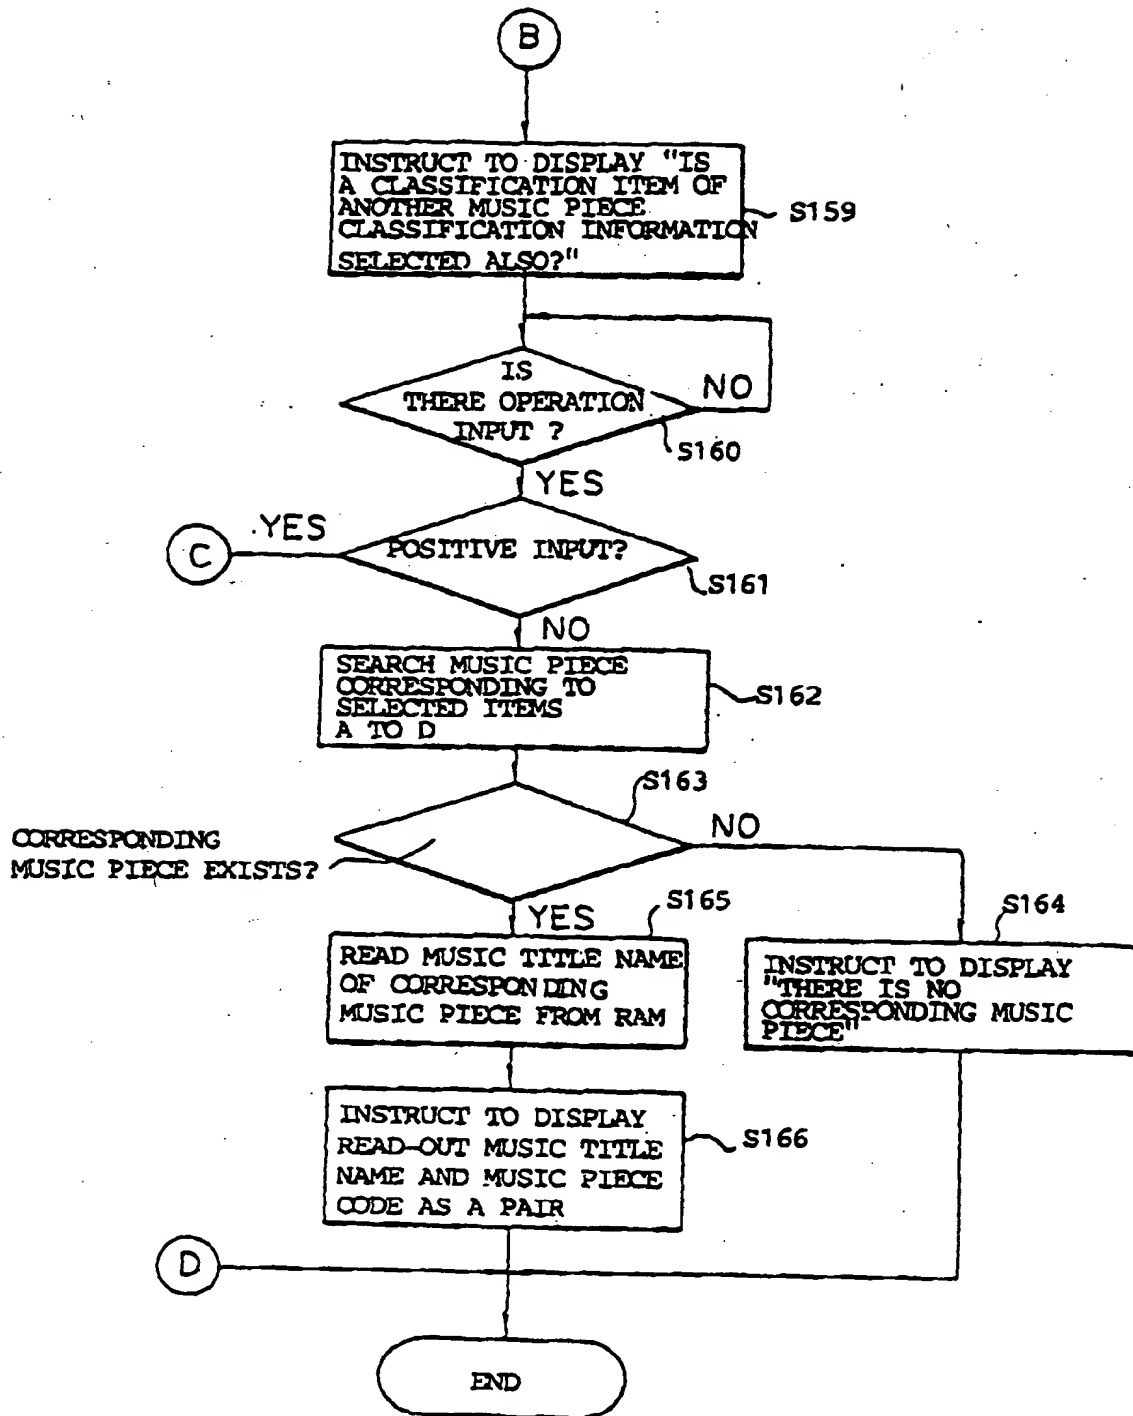 B
INSTRUCT TO DISPLAY "IS
A CLASSIFICATION ITEM OF
ANOTHER MUSIC PIECE
CLASSIFICATION INFORMATION
SELECTED ALSO?"
S159
IS
THERE OPERATION
INPUT ?
NO
S160
YES
POSITIVE INPUT?
YES
C
S161
NO
SEARCH MUSIC PIECE
CORRESPONDING TO
SELECTED ITEMS
A TO D
S162
S163
CORRESPONDING
MUSIC PIECE EXISTS?
NO
YES
S165
S164
READ MUSIC TITLE NAME
OF CORRESPONDING
MUSIC PIECE FROM RAM
INSTRUCT TO DISPLAY
"THERE IS NO
CORRESPONDING MUSIC
PIECE"
INSTRUCT TO DISPLAY
READ-OUT MUSIC TITLE
NAME AND MUSIC PIECE
CODE AS A PAIR
S166
D
END